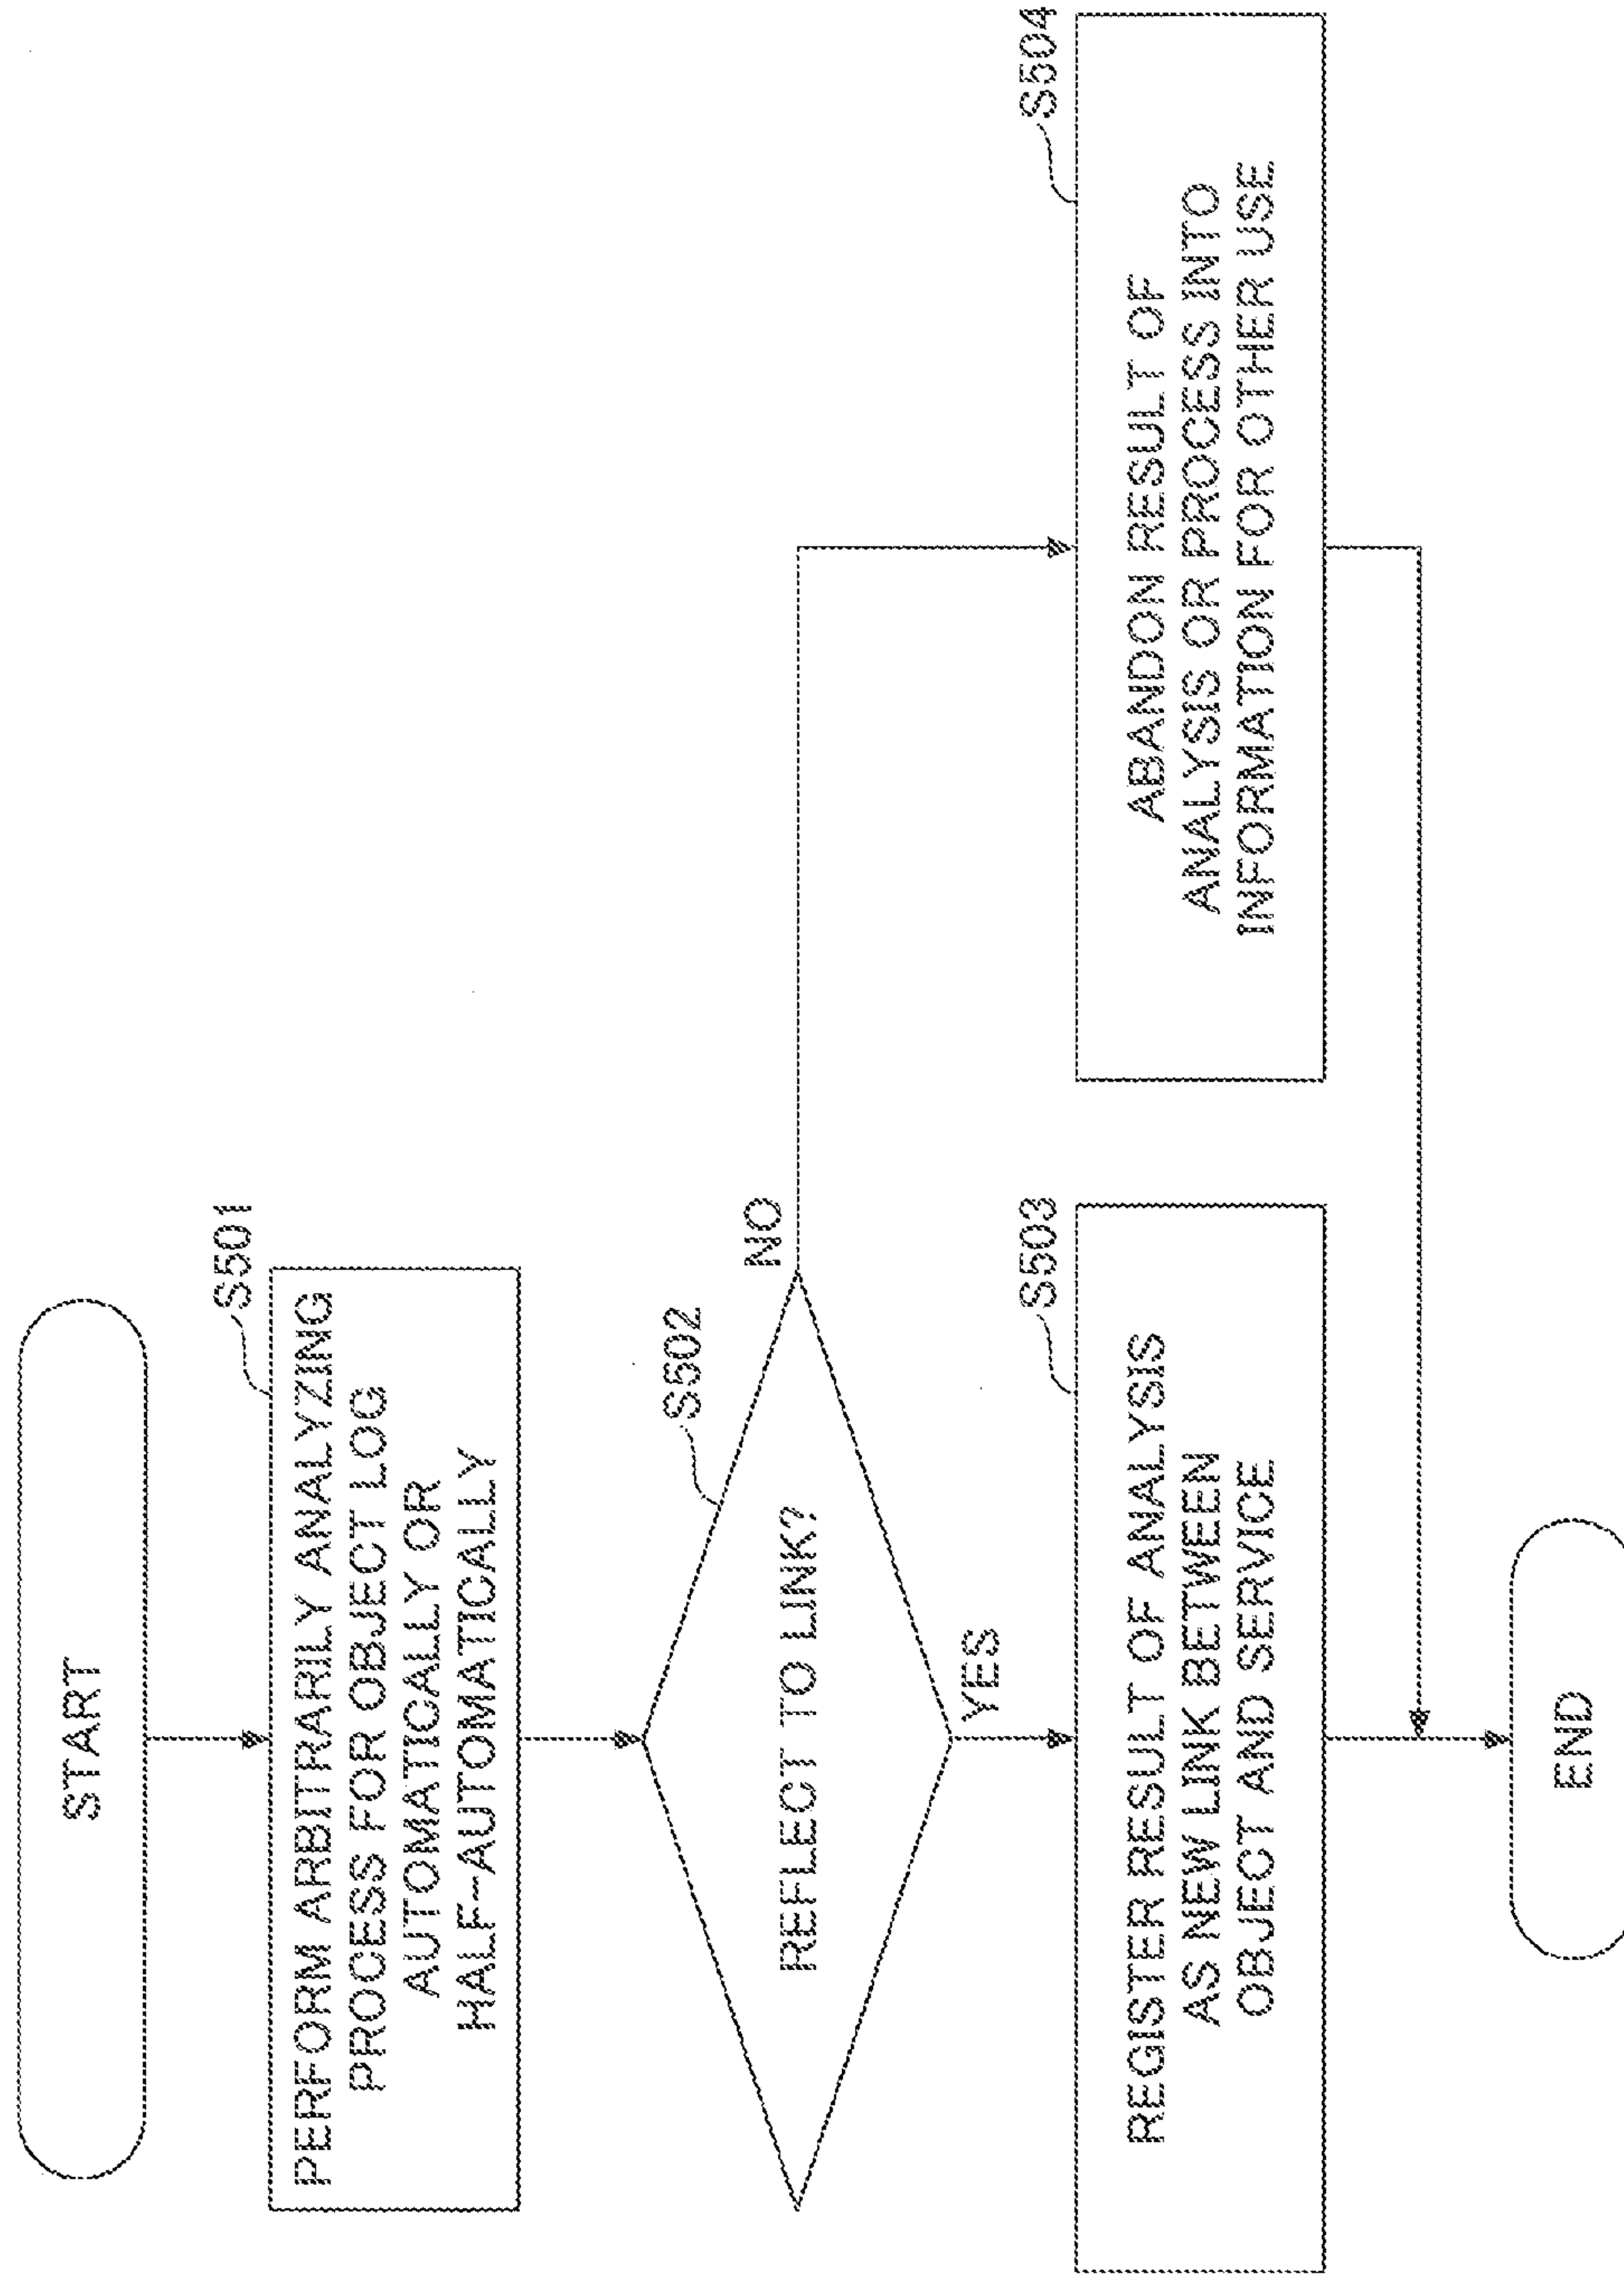 START
S501
PERFORM ARBITRARILY ANALYZING
PROCESS FOR OBJECT LOG
AUTOMATICALLY OR
HALF-AUTOMATICALLY
S502
REFLECT TO LINK?
NO
YES
S503
REGISTER RESULT OF ANALYSIS
AS NEW LINK BETWEEN
OBJECT AND SERVICE
S504
ABANDON RESULT OF
ANALYSIS OR PROCESS INTO
INFORMATION FOR OTHER USE
END